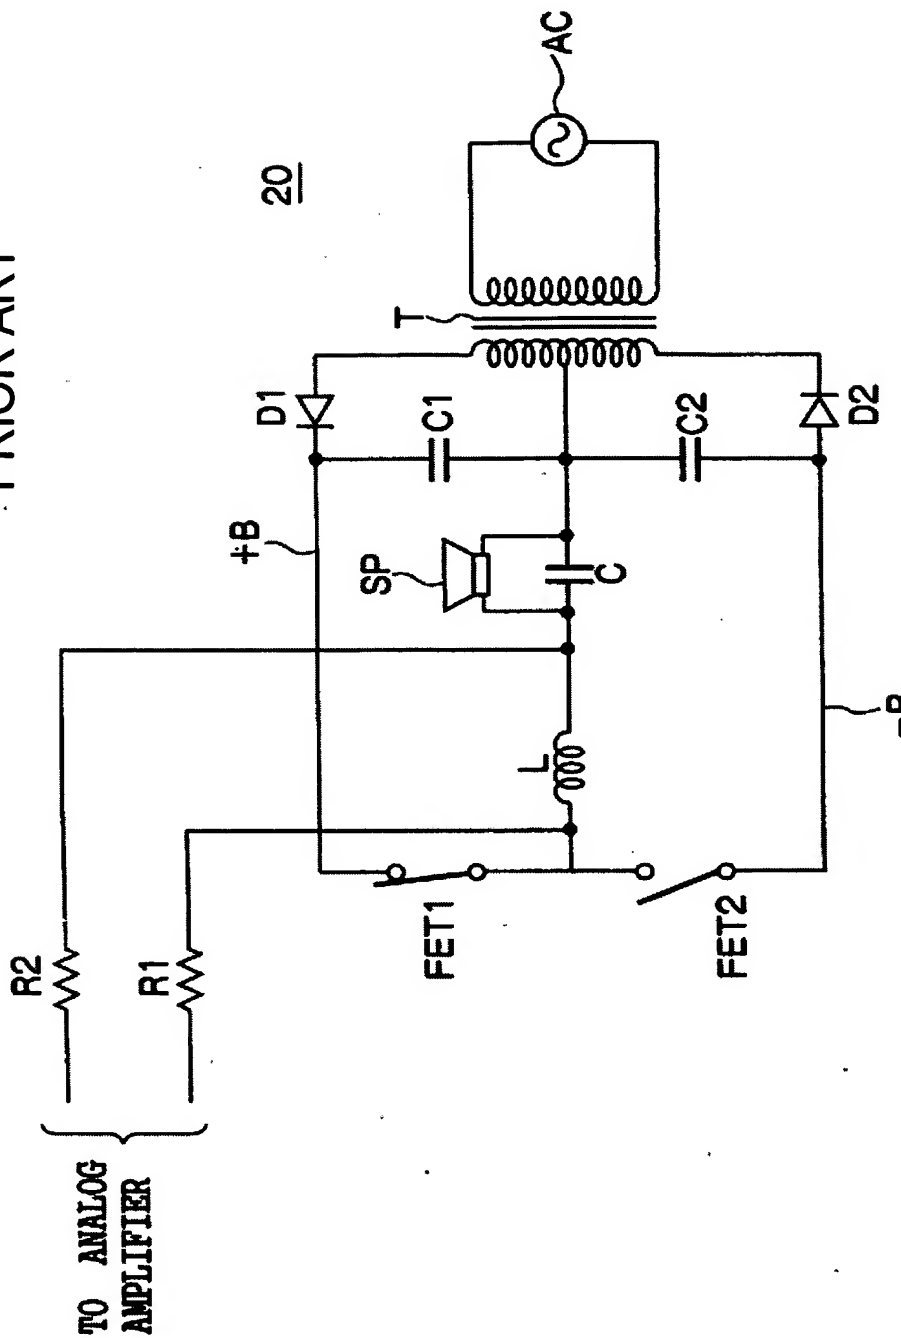 PRIOR ART
20
AC
T
D1
C1
C2
D2
+B
SP
C
L
-B
R2
R1
FET1
FET2
TO ANALOG
AMPLIFIER